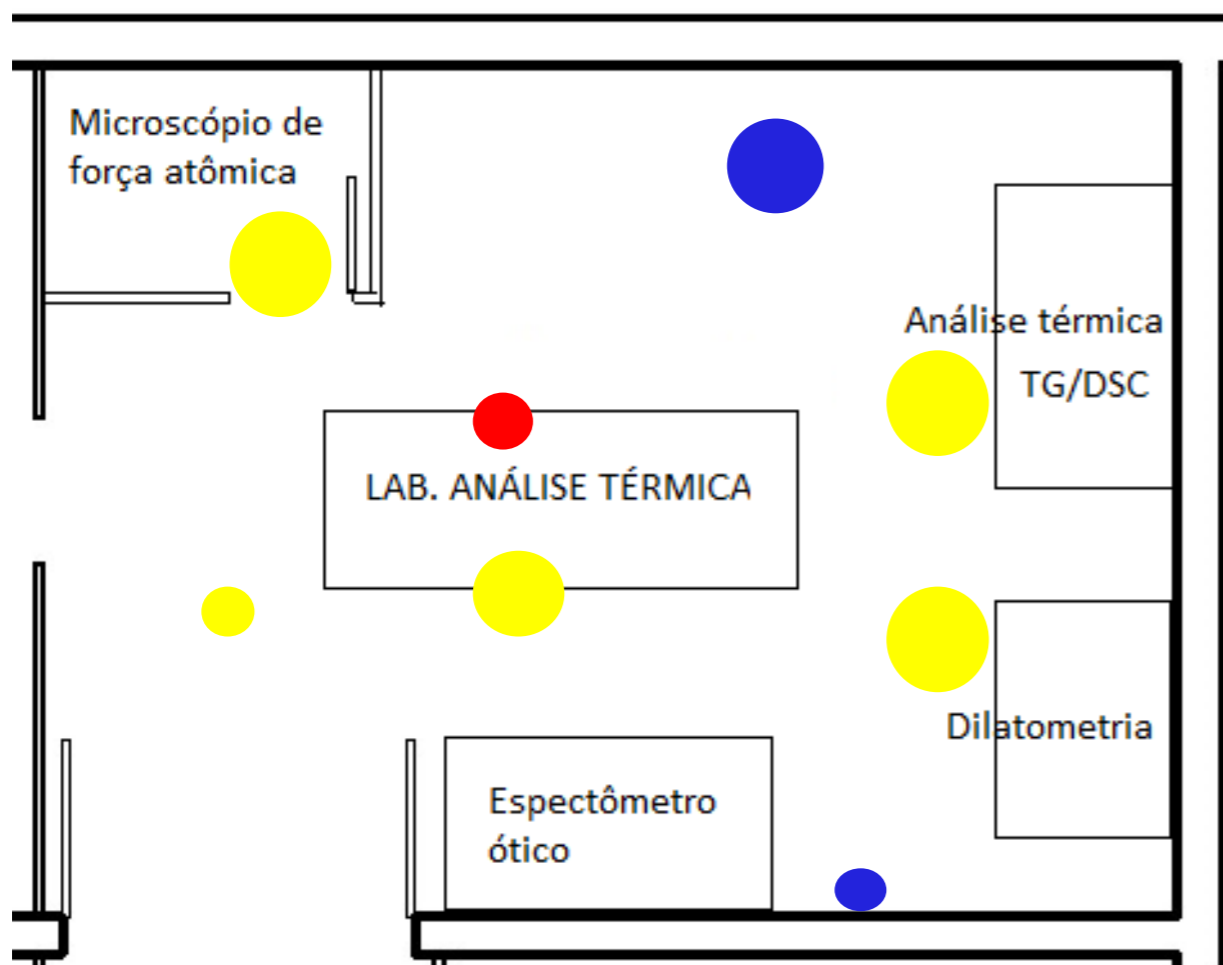 Microscópio de
força atômica
Análise térmica
TG/DSC
LAB. ANÁLISE TÉRMICA
Dilatometria
Espectômetro
ótico